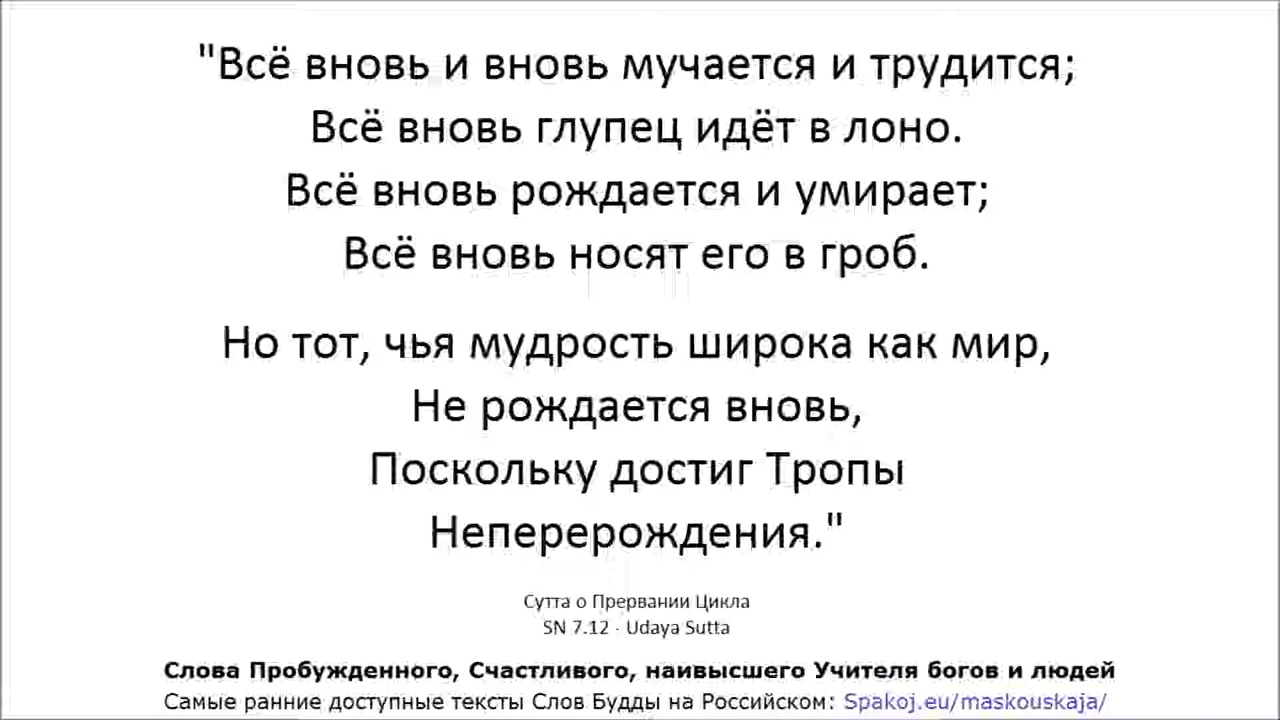 "Всё вновь и вновь мучается и трудится;
Всё вновь глупец идёт в лоно.
Всё вновь рождается и умирает;
Всё вновь носят его в гроб.
Но тот, чья мудрость широка как мир,
Не рождается вновь,
Поскольку достиг Тропы
Неперерождения."
Сутта о Прервании Цикла
SN 7.12 - Udaya Sutta
Слова Пробужденного, Счастливого, наивысшего Учителя богов и людей
Самые ранние доступные тексты Слов Будды на Российском: Spakoj.eu/maskouskaja/